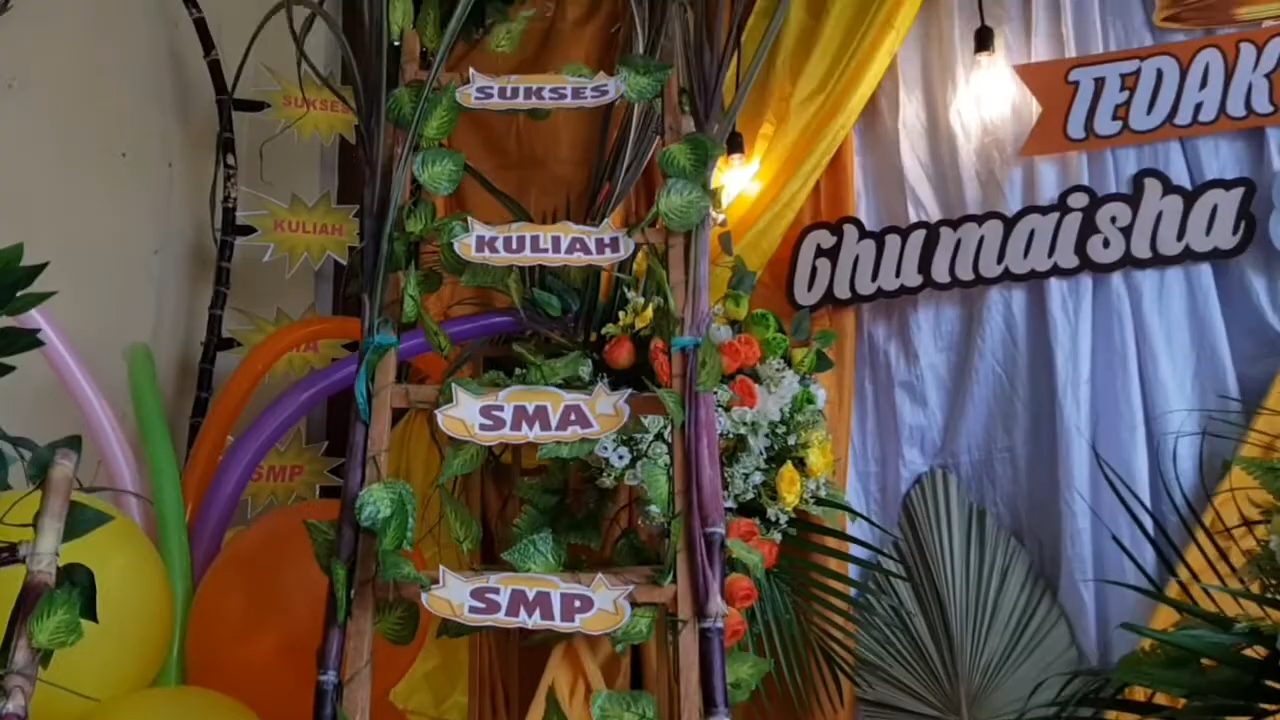 SUKSES
KULIAH
SMP
SUKSES
KULIAH
SMA
SMP
TEDAK
Ghumaisha